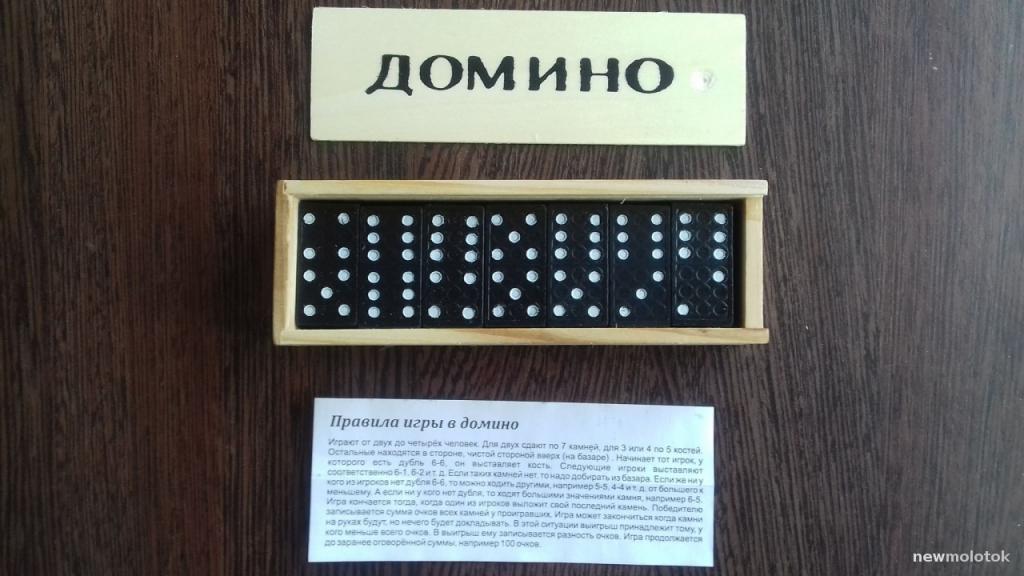 ДОМИНО
Правила игры в домино
Играют от двух до четырёх человек. Для двух сдают по 7 камней, для 3 или 4 по 5 костей.
Остальные находятся в стороне, чистой стороной вверх (на базаре) . Начинает тот игрок, у
которого есть дубль 6-6, он выставляет кость. Следующие игроки выставляют
соответственно 6-1, 6-2 и т. д. Если таких камней нет, то надо добирать из базара. Если же ни у
кого из игроков нет дубля 6-6, то можно ходить другими, например 5-5, 4-4 и т. д. от большего к
меньшему. А если ни у кого нет дубля, то ходят большими значениями камня, например 6-5.
Игра кончается тогда, когда один из игроков выложил свой последний камень. Победителю
записывается сумма очков всех камней у проигравших. Игра может закончиться когда камни
на руках будут, но нечего будет докладывать. В этой ситуации выигрыш принадлежит тому, у
кого меньше всего очков. В выигрыш ему записывается разность очков. Игра продолжается
до заранее оговорённой суммы, например 100 очков.
newmolotok